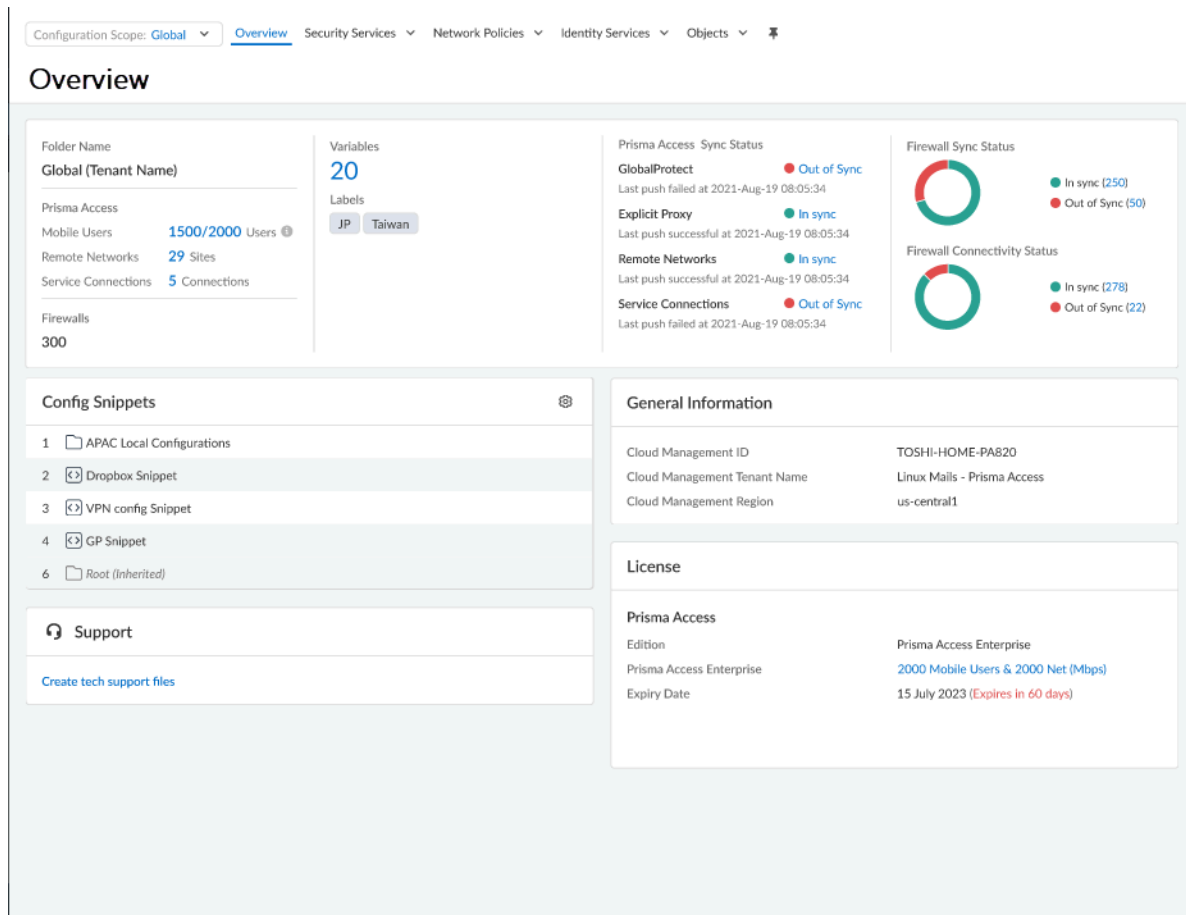 Configuration Scope: Global
Overview
Security Services
Network Policies
Identity Services
Objects
Overview
Folder Name
Global (Tenant Name)
Prisma Access
Mobile Users 1500/2000 Users
Remote Networks 29 Sites
Service Connections 5 Connections
Firewalls
300
Variables
20
Labels
JP Taiwan
Prisma Access Sync Status
GlobalProtect Out of Sync
Last push failed at 2021-Aug-19 08:05:34
Explicit Proxy In sync
Last push successful at 2021-Aug-19 08:05:34
Remote Networks In sync
Last push successful at 2021-Aug-19 08:05:34
Service Connections Out of Sync
Last push failed at 2021-Aug-19 08:05:34
Firewall Sync Status
In sync (250)
Out of Sync (50)
Firewall Connectivity Status
In sync (278)
Out of Sync (22)
Config Snippets
1 APAC Local Configurations
2 Dropbox Snippet
3 VPN config Snippet
4 GP Snippet
6 Root (Inherited)
Support
Create tech support files
General Information
Cloud Management ID TOSHI-HOME-PA820
Cloud Management Tenant Name Linux Mails - Prisma Access
Cloud Management Region us-central1
License
Prisma Access
Edition Prisma Access Enterprise
Prisma Access Enterprise 2000 Mobile Users & 2000 Net (Mbps)
Expiry Date 15 July 2023 (Expires in 60 days)